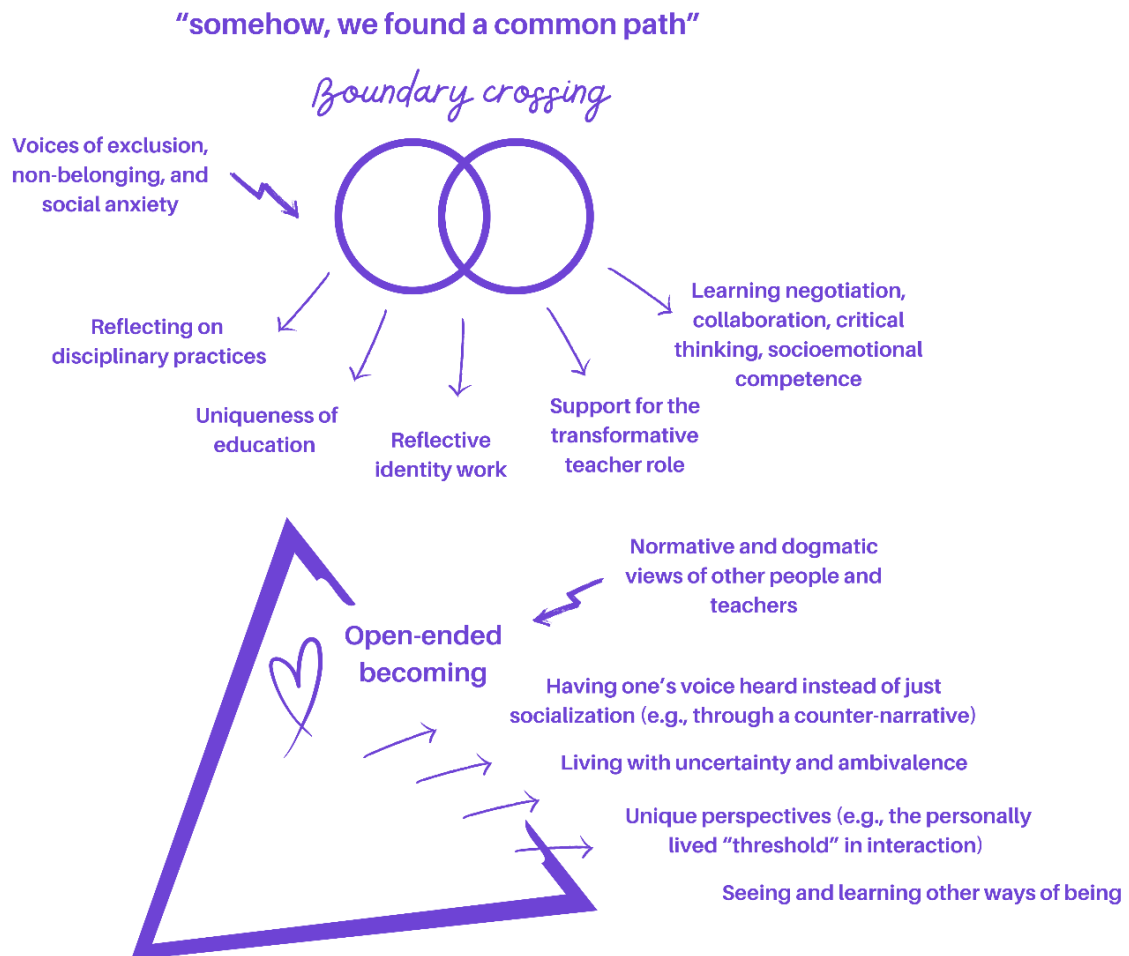 “somehow, we found a common path”
Boundary crossing
Voices of exclusion,
non-belonging, and
social anxiety
Reflecting on
disciplinary practices
Uniqueness of
education
Reflective
identity work
Support for the
transformative
teacher role
Learning negotiation,
collaboration, critical
thinking, socioemotional
competence
Normative and dogmatic
views of other people and
teachers
Open-ended
becoming
Having one’s voice heard instead of just
socialization (e.g., through a counter-narrative)
Living with uncertainty and ambivalence
Unique perspectives (e.g., the personally
lived “threshold” in interaction)
Seeing and learning other ways of being